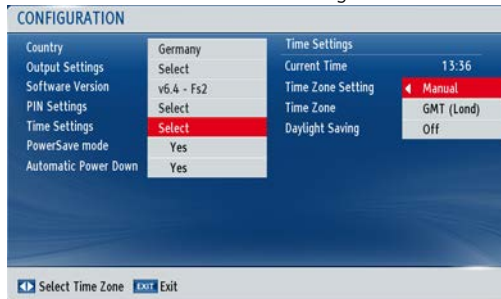 CONFIGURATION
Country Germany
Output Settings Select
Software Version v6.4 - Fs2
PIN Settings Select
Time Settings Select
PowerSave mode Yes
Automatic Power Down Yes
Time Settings
Current Time 13:36
Time Zone Setting Manual
Time Zone GMT (Lond)
Daylight Saving Off
Select Time Zone EXIT Exit